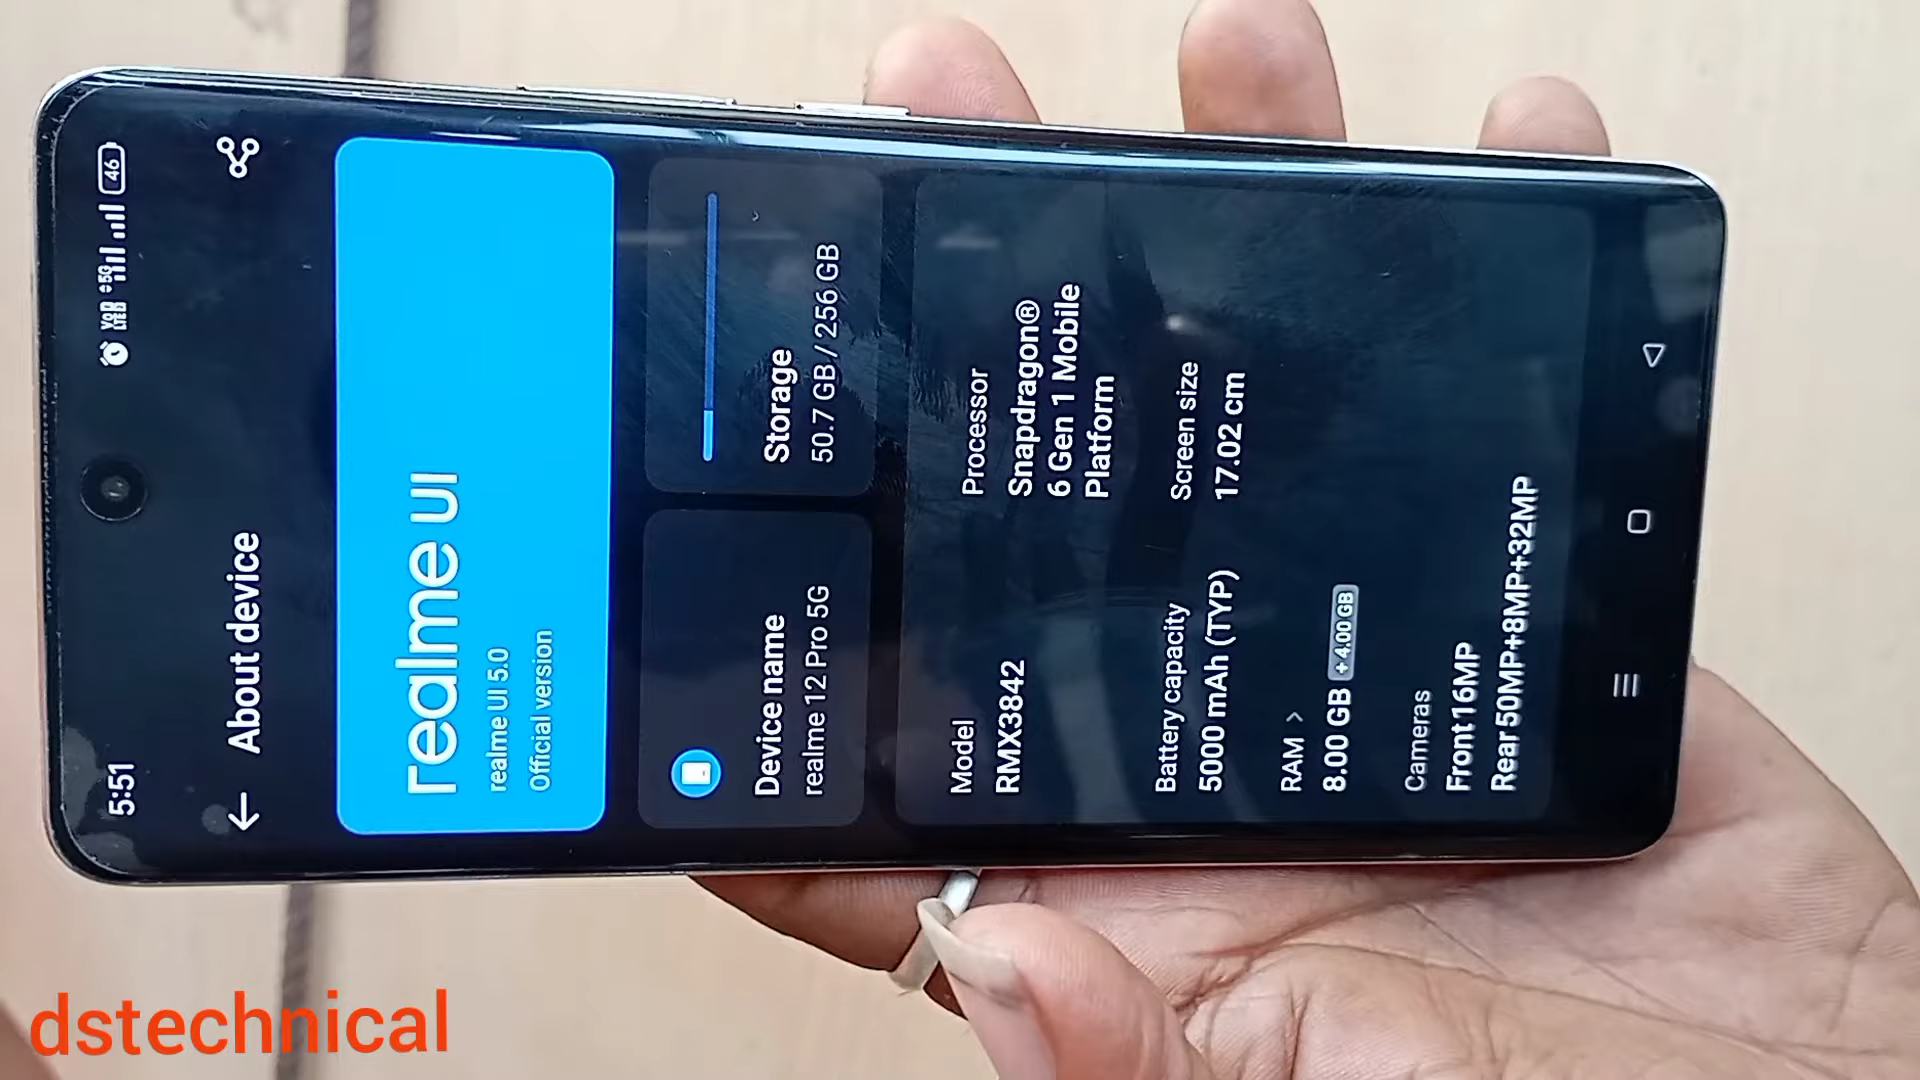 5:51
VoD LTE 5G 46
About device
realme UI
realme UI 5.0
Official version
Device name
realme 12 Pro 5G
Storage
50.7 GB / 256 GB
Model
RMX3842
Processor
Snapdragon®
6 Gen 1 Mobile
Platform
Battery capacity
5000 mAh (TYP)
Screen size
17.02 cm
RAM >
8.00 GB + 4.00 GB
Cameras
Front 16MP
Rear 50MP+8MP+32MP
dstechnical